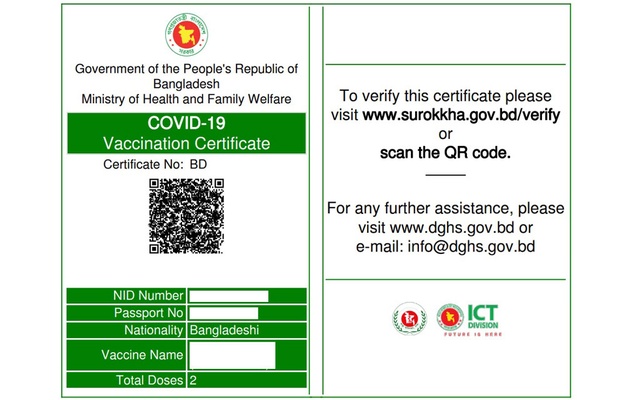 Government of the People's Republic of
Bangladesh
Ministry of Health and Family Welfare
COVID-19
Vaccination Certificate
Certificate No: BD
NID Number
Passport No
Nationality Bangladeshi
Vaccine Name
Total Doses 2
To verify this certificate please
visit www.surokkha.gov.bd/verify
or
scan the QR code.
For any further assistance, please
visit www.dghs.gov.bd or
e-mail: info@dghs.gov.bd
ICT
DIVISION
FUTURE IS HERE